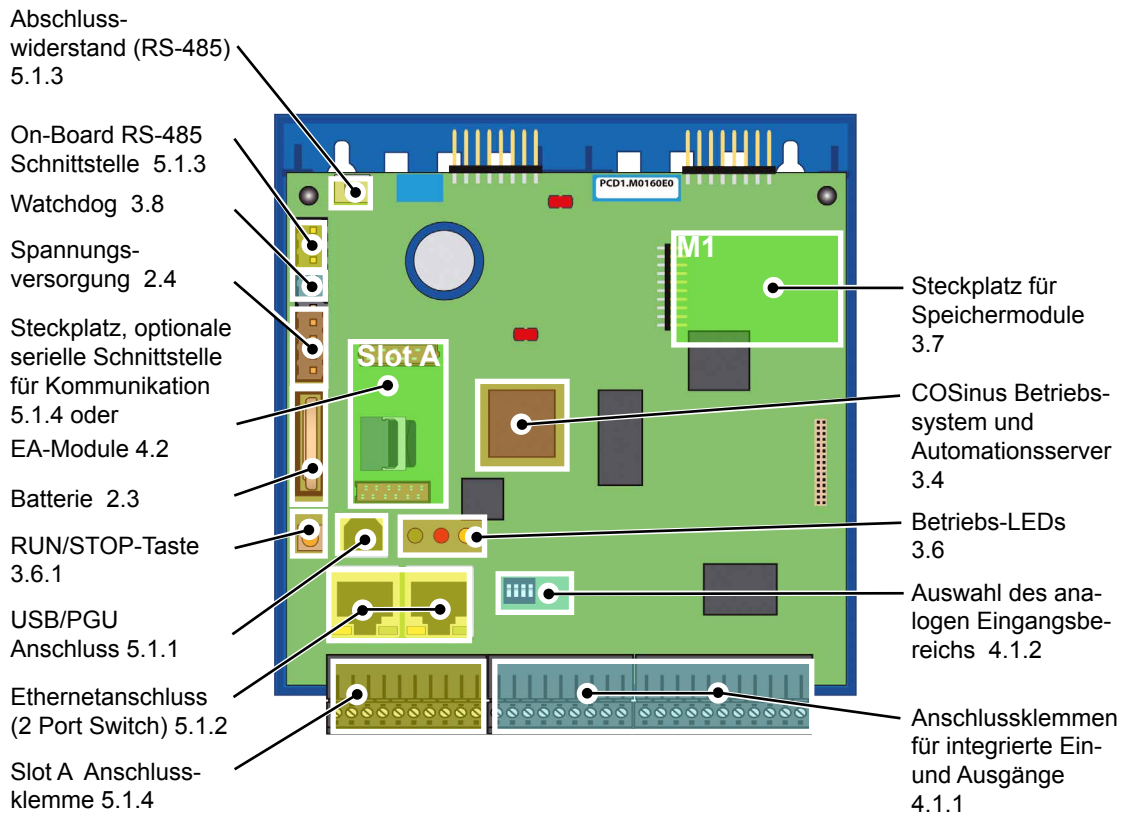 Abschluss-
widerstand (RS-485)
5.1.3
On-Board RS-485
Schnittstelle 5.1.3
Watchdog 3.8
Spannungs-
versorgung 2.4
Steckplatz, optionale
serielle Schnittstelle
für Kommunikation
5.1.4 oder
EA-Module 4.2
Batterie 2.3
RUN/STOP-Taste
3.6.1
USB/PGU
Anschluss 5.1.1
Ethernetanschluss
(2 Port Switch) 5.1.2
Slot A Anschluss-
klemme 5.1.4
PCD1.M0160E0
M1
Slot A
Steckplatz für
Speichermodule
3.7
COSinus Betriebs-
system und
Automationsserver
3.4
Betriebs-LEDs
3.6
Auswahl des ana-
logen Eingangsbe-
reichs 4.1.2
Anschlussklemmen
für integrierte Ein-
und Ausgänge
4.1.1